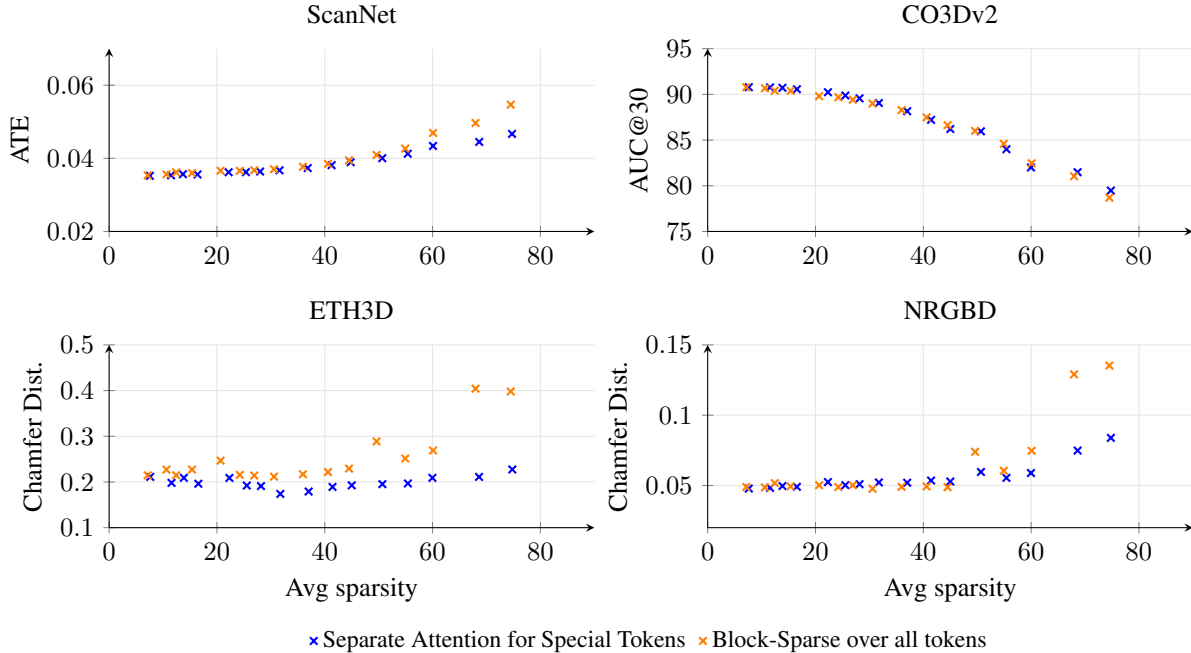 ScanNet
ATE
0.06
0.04
0.02
0 20 40 60 80
CO3Dv2
AUC@30
95
90
85
80
75
0 20 40 60 80
ETH3D
Chamfer Dist.
0.5
0.4
0.3
0.2
0.1
0 20 40 60 80
Avg sparsity
NRGBD
Chamfer Dist.
0.15
0.1
0.05
0 20 40 60 80
Avg sparsity
Separate Attention for Special Tokens Block-Sparse over all tokens